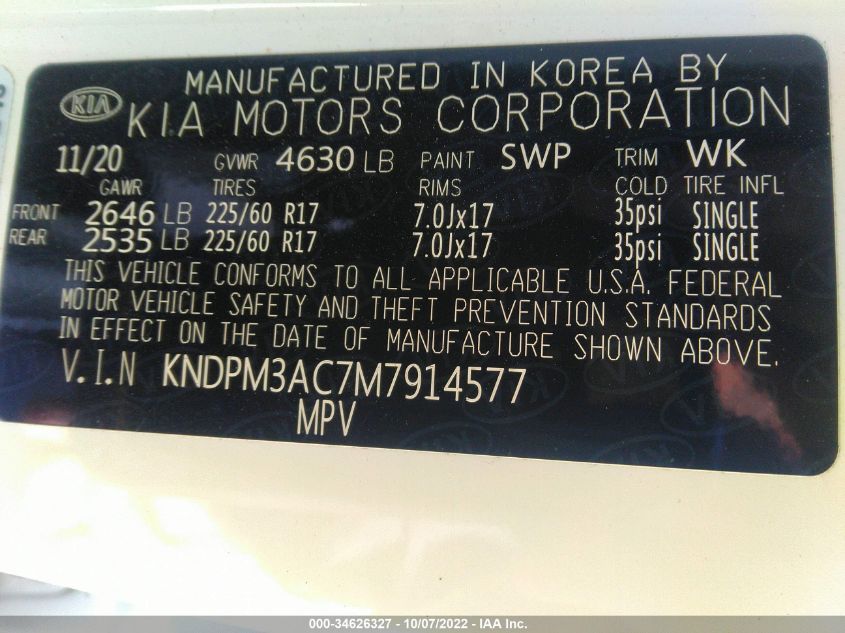 MANUFACTURED IN KOREA BY
KIA KIA MOTORS CORPORATION
11/20 GVWR 4630 LB PAINT SWP TRIM WK
GAWR TIRES RIMS COLD TIRE INFL
FRONT 2646 LB 225/60 R17 7.0Jx17 35psi SINGLE
REAR 2535 LB 225/60 R17 7.0Jx17 35psi SINGLE
THIS VEHICLE CONFORMS TO ALL APPLICABLE U.S.A. FEDERAL
MOTOR VEHICLE SAFETY AND THEFT PREVENTION STANDARDS
IN EFFECT ON THE DATE OF MANUFACTURE SHOWN ABOVE.
V.I.N KNDPM3AC7M7914577
MPV
000-34626327 - 10/07/2022 - IAA Inc.